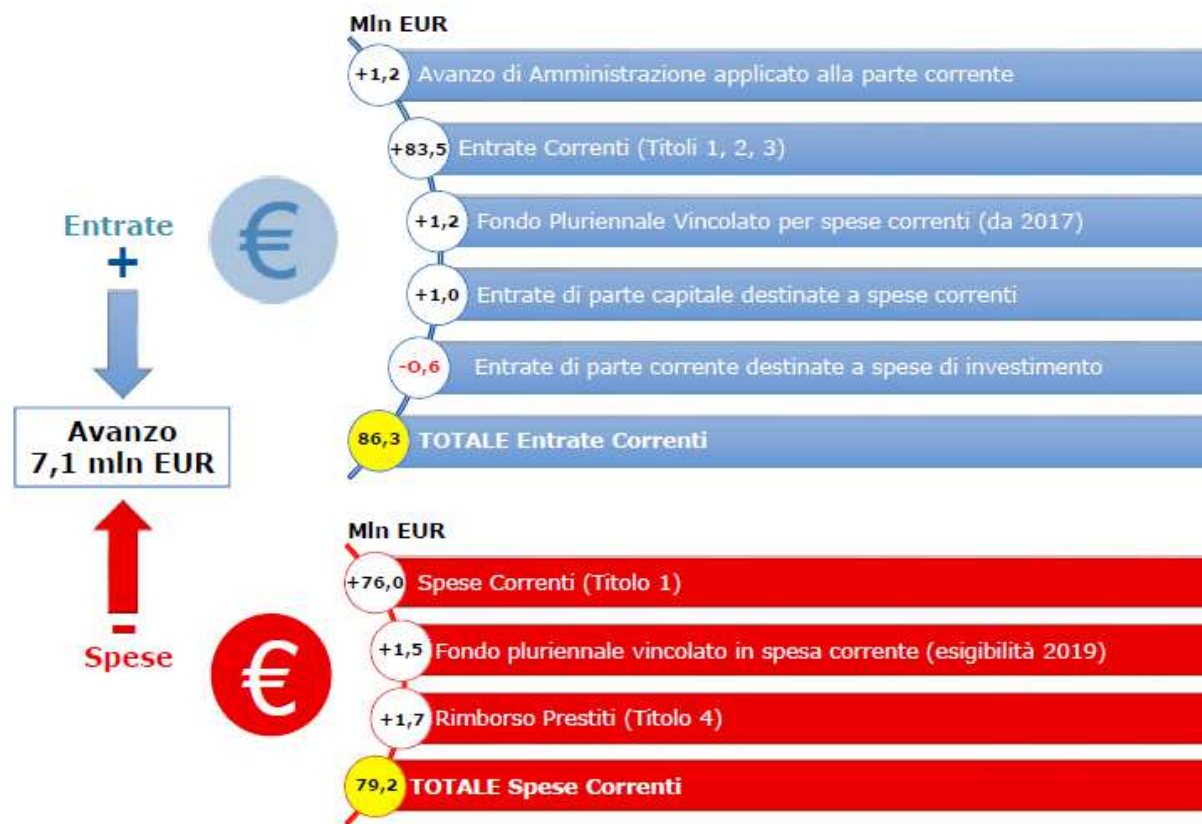 Mln EUR
+1,2 Avanzo di Amministrazione applicato alla parte corrente
+83,5 Entrate Correnti (Titoli 1, 2, 3)
+1,2 Fondo Pluriennale Vincolato per spese correnti (da 2017)
+1,0 Entrate di parte capitale destinate a spese correnti
-0,6 Entrate di parte corrente destinate a spese di investimento
86,3 TOTALE Entrate Correnti
Entrate
+
€
Avanzo
7,1 mln EUR
-
Spese
€
Mln EUR
+76,0 Spese Correnti (Titolo 1)
+1,5 Fondo pluriennale vincolato in spesa corrente (esigibilità 2019)
+1,7 Rimborso Prestiti (Titolo 4)
79,2 TOTALE Spese Correnti